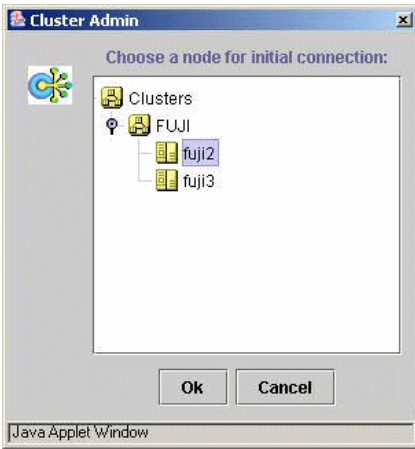 Cluster Admin
Choose a node for initial connection:
Clusters
FUJI
fuji2
fuji3
Ok Cancel
Java Applet Window